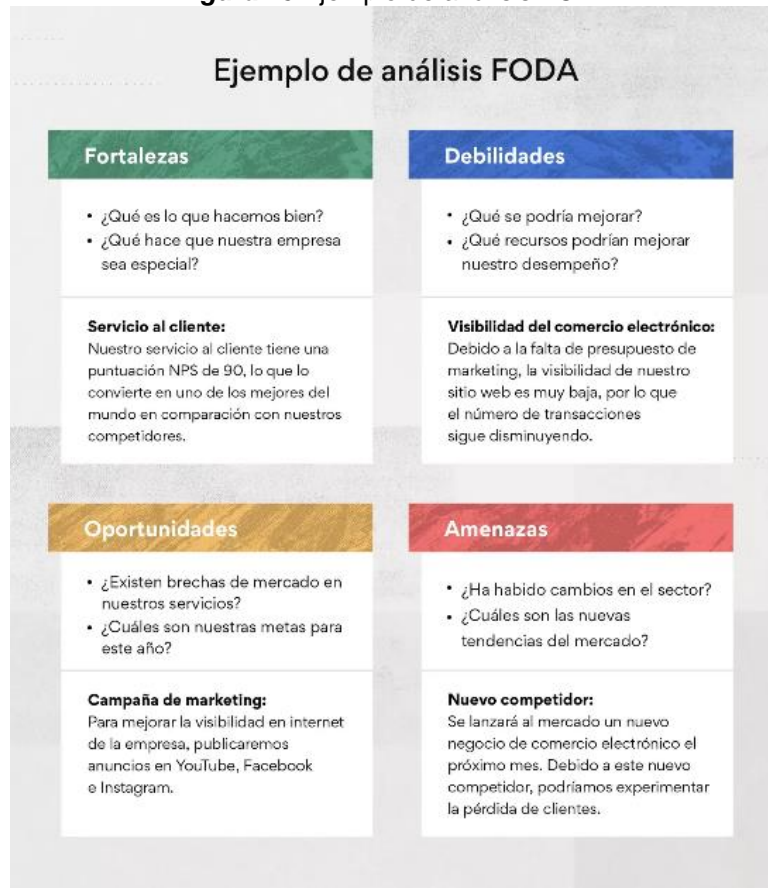 Ejemplo de análisis FODA
Fortalezas
• ¿Qué es lo que hacemos bien?
• ¿Qué hace que nuestra empresa
sea especial?
Servicio al cliente:
Nuestro servicio al cliente tiene una
puntuación NPS de 90, lo que lo
convierte en uno de los mejores del
mundo en comparación con nuestros
competidores.
Debilidades
• ¿Qué se podría mejorar?
• ¿Qué recursos podrían mejorar
nuestro desempeño?
Visibilidad del comercio electrónico:
Debido a la falta de presupuesto de
marketing, la visibilidad de nuestro
sitio web es muy baja, por lo que
el número de transacciones
sigue disminuyendo.
Oportunidades
• ¿Existen brechas de mercado en
nuestros servicios?
• ¿Cuáles son nuestras metas para
este año?
Campaña de marketing:
Para mejorar la visibilidad en internet
de la empresa, publicaremos
anuncios en YouTube, Facebook
e Instagram.
Amenazas
• ¿Ha habido cambios en el sector?
• ¿Cuáles son las nuevas
tendencias del mercado?
Nuevo competidor:
Se lanzará al mercado un nuevo
negocio de comercio electrónico el
próximo mes. Debido a este nuevo
competidor, podríamos experimentar
la pérdida de clientes.